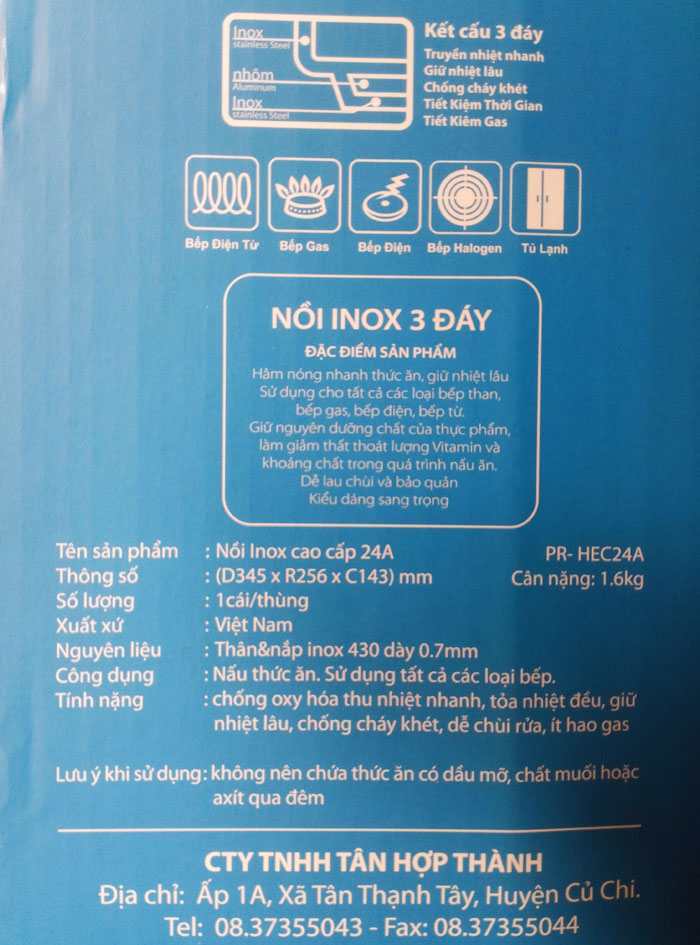 Inox
stainless Steel
nhôm
Aluminum
Inox
stainless Steel
Kết cấu 3 đáy
Truyền nhiệt nhanh
Giữ nhiệt lâu
Chống cháy khét
Tiết Kiệm Thời Gian
Tiết Kiêm Gas
Bếp Điện Từ
Bếp Gas
Bếp Điện
Bếp Halogen
Tủ Lạnh
NỒI INOX 3 ĐÁY
ĐẶC ĐIỂM SẢN PHẨM
Hâm nóng nhanh thức ăn, giữ nhiệt lâu
Sử dụng cho tất cả các loại bếp than,
bếp gas, bếp điện, bếp từ.
Giữ nguyên dưỡng chất của thực phẩm,
làm giảm thất thoát lượng Vitamin và
khoáng chất trong quá trình nấu ăn.
Dễ lau chùi và bảo quản
Kiểu dáng sang trọng
Tên sản phẩm : Nồi Inox cao cấp 24A PR- HEC24A
Thông số : (D345 x R256 x C143) mm Cân nặng: 1.6kg
Số lượng : 1cái/thùng
Xuất xứ : Việt Nam
Nguyên liệu : Thân&nắp inox 430 dày 0.7mm
Công dụng : Nấu thức ăn. Sử dụng tất cả các loại bếp.
Tính nặng : chống oxy hóa thu nhiệt nhanh, tỏa nhiệt đều, giữ
nhiệt lâu, chống cháy khét, dễ chùi rửa, ít hao gas
Lưu ý khi sử dụng: không nên chứa thức ăn có dầu mỡ, chất muối hoặc
axít qua đêm
CTY TNHH TÂN HỢP THÀNH
Địa chỉ: Ấp 1A, Xã Tân Thạnh Tây, Huyện Củ Chi.
Tel: 08.37355043 - Fax: 08.37355044